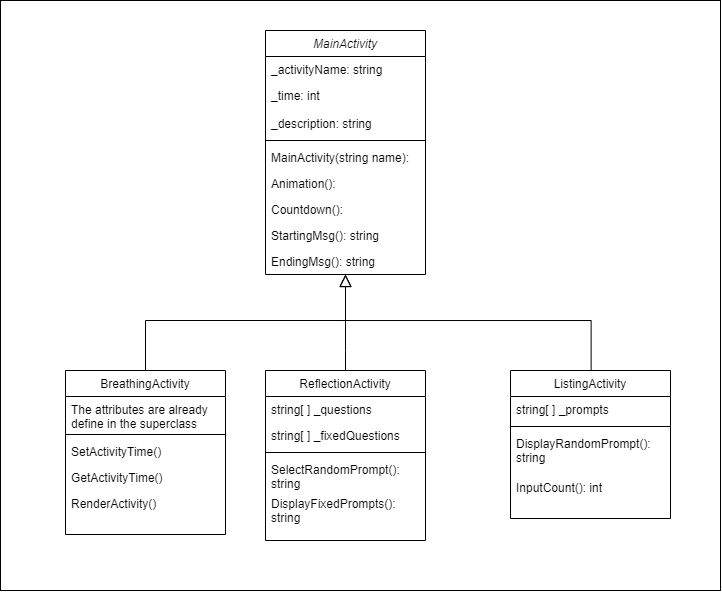 MainActivity
_activityName: string
_time: int
_description: string
MainActivity(string name):
Animation():
Countdown():
StartingMsg(): string
EndingMsg(): string
BreathingActivity
The attributes are already
define in the superclass
SetActivityTime()
GetActivityTime()
RenderActivity()
ReflectionActivity
string[ ] _questions
string[ ] _fixedQuestions
SelectRandomPrompt():
string
DisplayFixedPrompts():
string
ListingActivity
string[ ] _prompts
DisplayRandomPrompt():
string
InputCount(): int